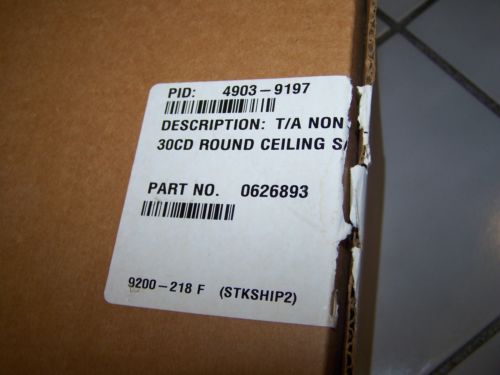 PID: 4903-9197
DESCRIPTION: T/A NON
30CD ROUND CEILING S/
PART NO. 0626893
9200-218 F (STKSHIP2)